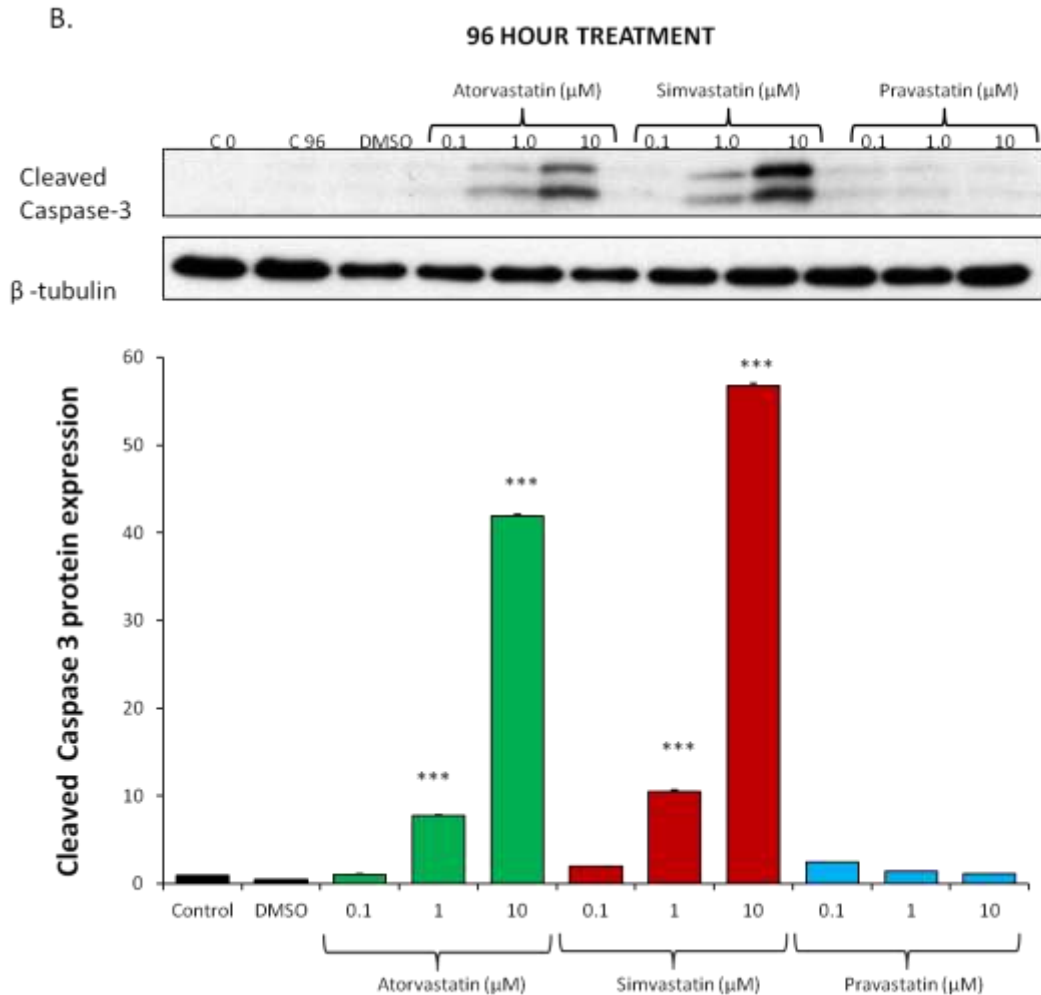 B.
96 HOUR TREATMENT
Atorvastatin (μM) Simvastatin (μM) Pravastatin (μM)
C 0 C 96 DMSO 0.1 1.0 10 0.1 1.0 10 0.1 1.0 10
Cleaved
Caspase-3
β -tubulin
Cleaved Caspase 3 protein expression
60
50
40
30
20
10
0
***
***
***
***
Control DMSO 0.1 1 10 0.1 1 10 0.1 1 10
Atorvastatin (μM) Simvastatin (μM) Pravastatin (μM)